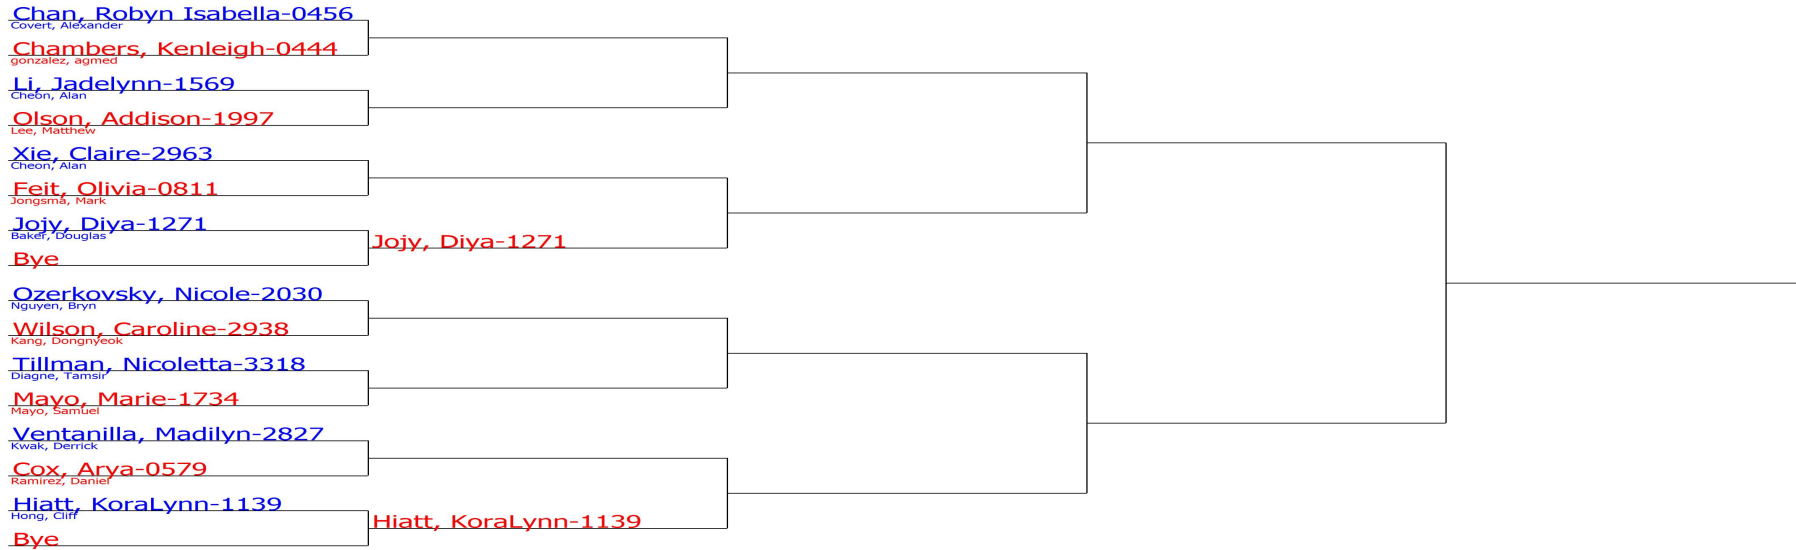 Chan, Robyn Isabella-0456
Covert, Alexander
Chambers, Kenleigh-0444
gonzalez, agmed
Li, Jadelynn-1569
Cheon, Alan
Olson, Addison-1997
Lee, Matthew
Xie, Claire-2963
Cheon, Alan
Feit, Olivia-0811
Jongsma, Mark
Jojy, Diya-1271
Baker, Douglas
Jojy, Diya-1271
Bye
Ozerkovsky, Nicole-2030
Nguyen, Bryn
Wilson, Caroline-2938
Kang, Dongnyeok
Tillman, Nicoletta-3318
Diagne, Tamsir
Mayo, Marie-1734
Mayo, Samuel
Ventanilla, Madilyn-2827
Kwak, Derrick
Cox, Arya-0579
Ramirez, Daniel
Hiatt, KoraLynn-1139
Hong, Cliff
Hiatt, KoraLynn-1139
Bye